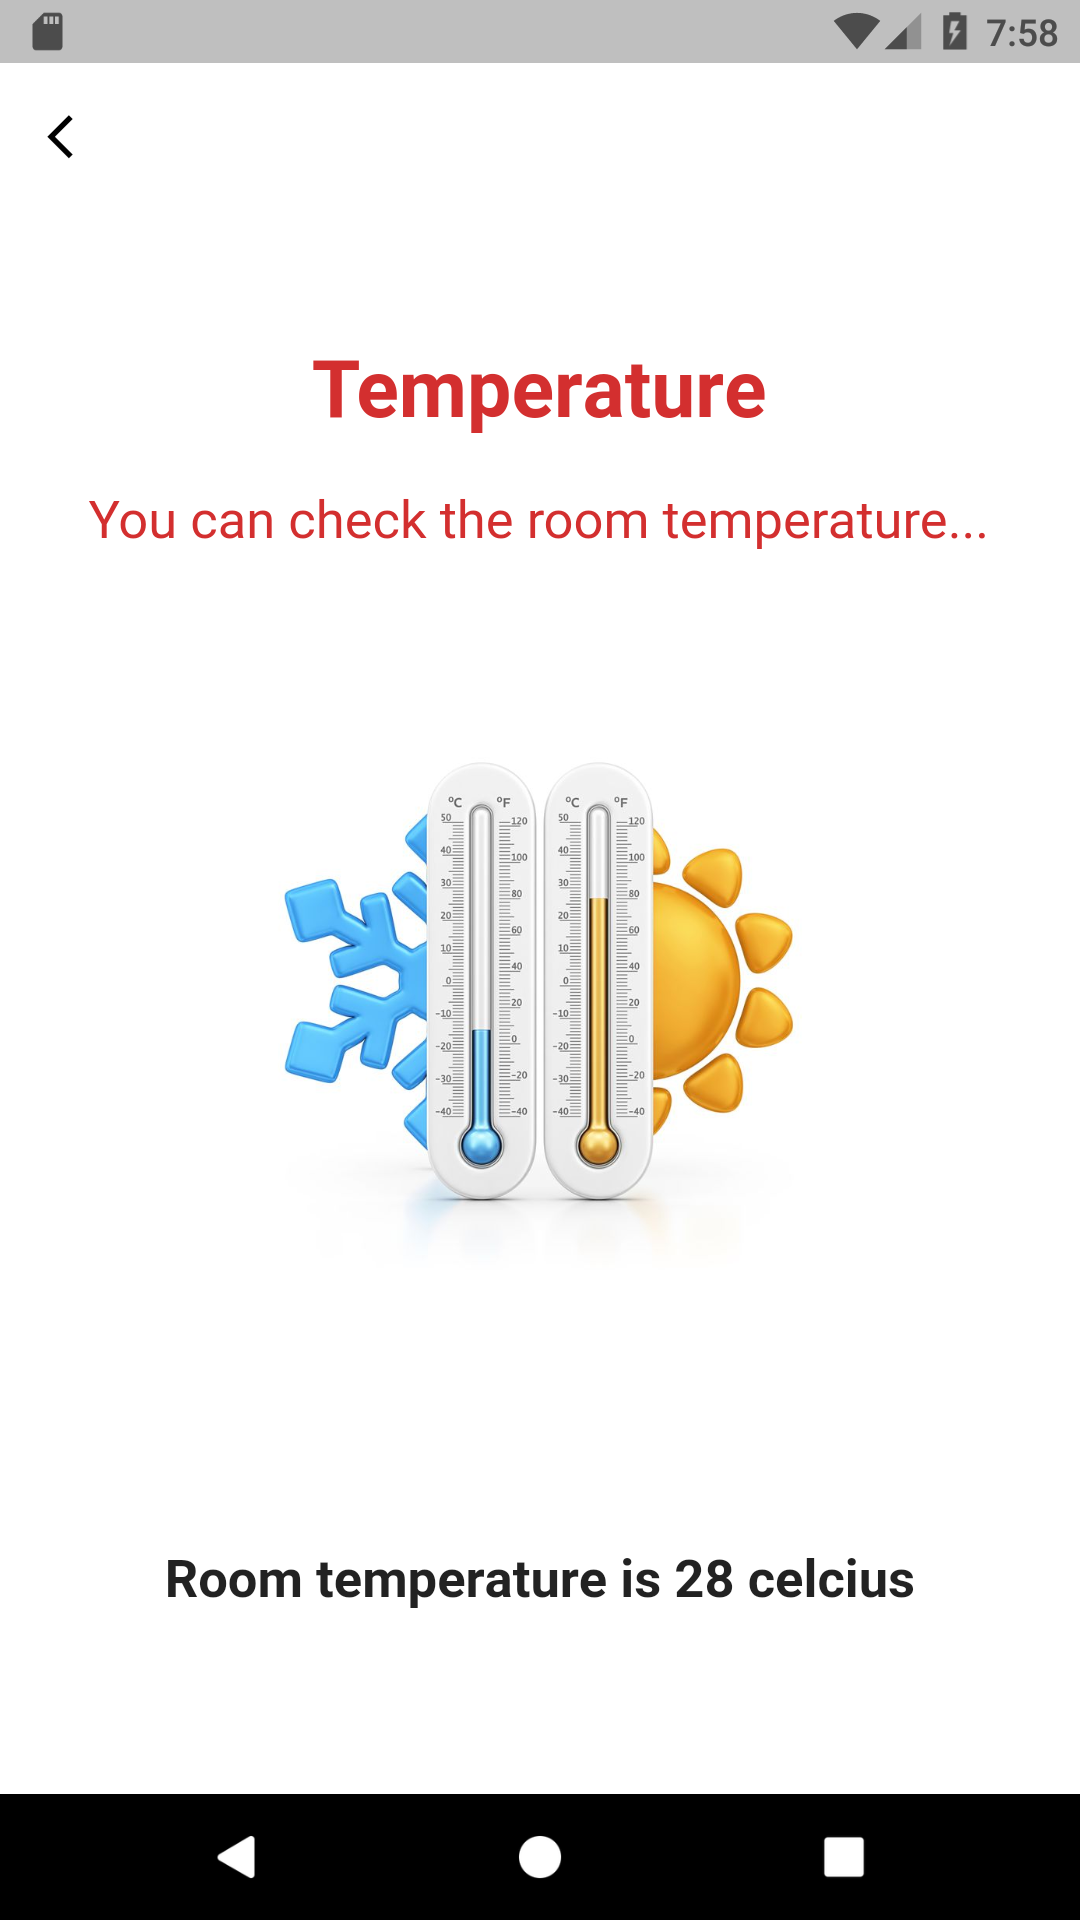 7:58
Temperature
You can check the room temperature...
°C °F °C °F
50 120 50 120
40 100 40 100
30 80 30 80
20 60 20 60
10 40 10 40
0 20 0 20
-10 0 -10 0
-20 -20 -20 -20
-30 -40 -30 -40
-40 -40
Room temperature is 28 celcius